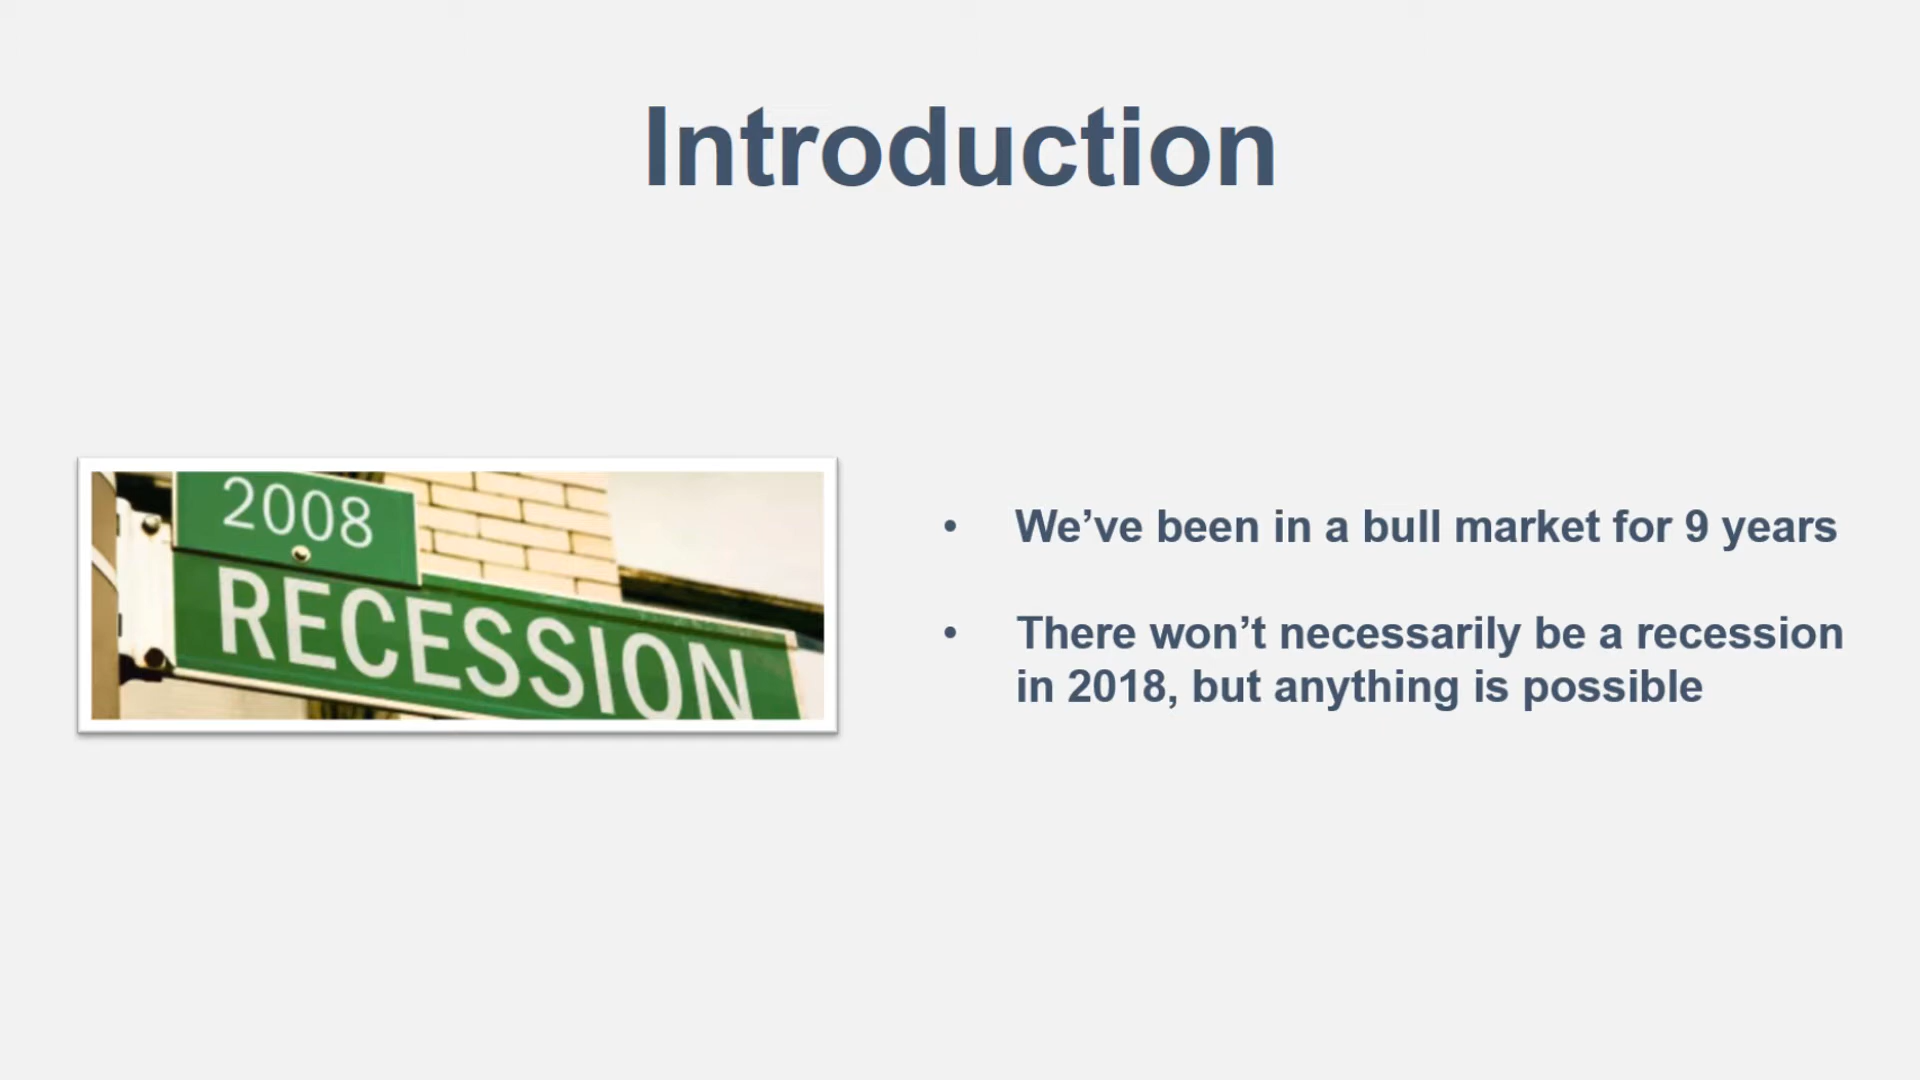 Introduction
2008
RECESSION
• We’ve been in a bull market for 9 years
• There won’t necessarily be a recession
in 2018, but anything is possible